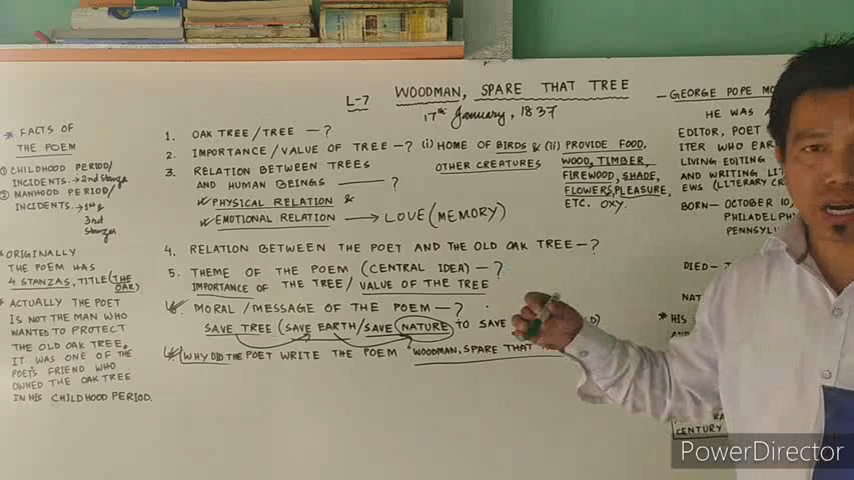 L-7 WOODMAN, SPARE THAT TREE
17th January, 1837
* FACTS OF
THE POEM
① CHILDHOOD PERIOD/
INCIDENTS.→2nd Stanza
② MANHOOD PERIOD/
INCIDENTS.→1st &
3rd
Stanzas
*ORIGINALLY
THE POEM HAS
4 STANZAS, TITLE (THE
OAK)
* ACTUALLY THE POET
IS NOT THE MAN WHO
WANTED TO PROTECT
THE OLD OAK TREE,
IT WAS ONE OF THE
POET'S FRIEND WHO
OWNED THE OAK TREE
IN HIS CHILDHOOD PERIOD.
1. OAK TREE/TREE —?
2. IMPORTANCE/VALUE OF TREE—? (i) HOME OF BIRDS & (ii) PROVIDE FOOD,
OTHER CREATURES WOOD, TIMBER,
FIREWOOD, SHADE,
FLOWERS, PLEASURE,
ETC. OXY.
3. RELATION BETWEEN TREES
AND HUMAN BEINGS —?
PHYSICAL RELATION &
EMOTIONAL RELATION → LOVE (MEMORY)
4. RELATION BETWEEN THE POET AND THE OLD OAK TREE—?
5. THEME OF THE POEM (CENTRAL IDEA) —?
IMPORTANCE OF THE TREE/ VALUE OF THE TREE
6. MORAL/MESSAGE OF THE POEM—?
SAVE TREE (SAVE EARTH/SAVE NATURE TO SAVE
WHY DID THE POET WRITE THE POEM "WOODMAN, SPARE THAT
— GEORGE POPE MO
HE WAS A
EDITOR, POET
ITER WHO EAR
LIVING EDITING
AND WRITING LIT
EWS (LITERARY CR
BORN— OCTOBER 10,
PHILADELPH
PENNSYL
DIED—
NAT
* HIS
CENTURY
PowerDirector